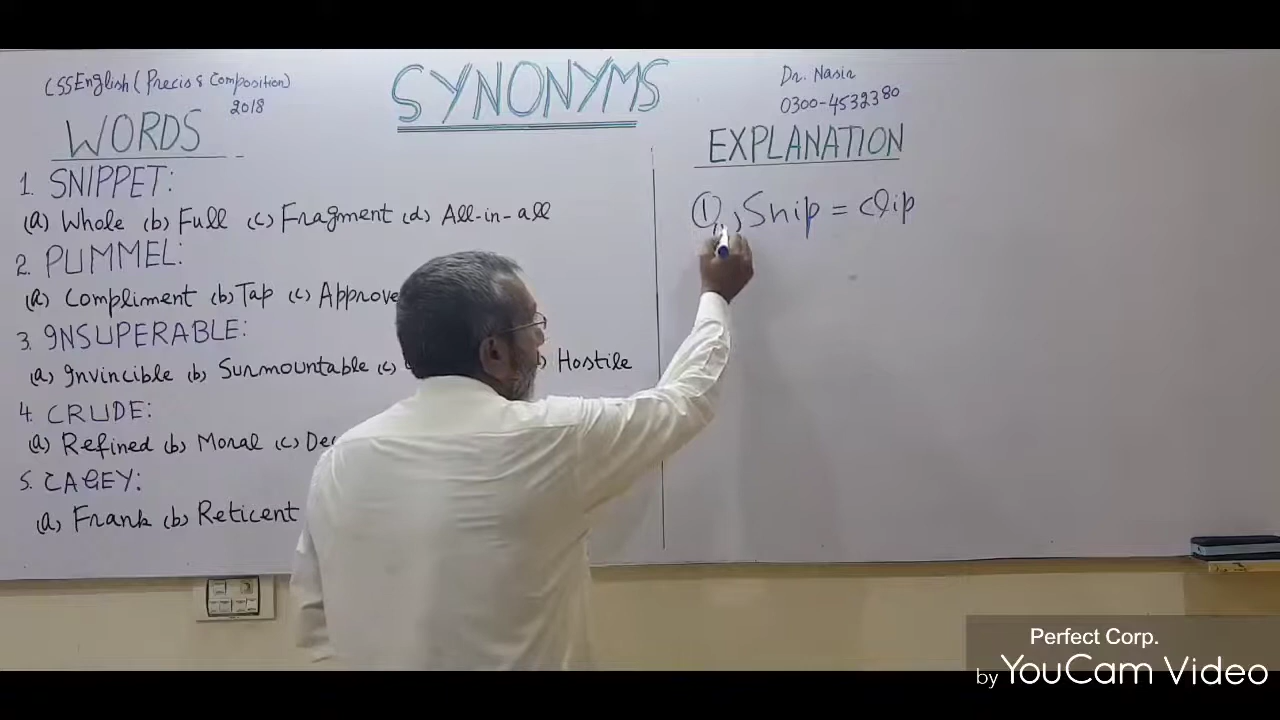 CSS English (Precis & Composition)
2018
SYNONYMS
Dr. Nasir
0300-4532380
WORDS
EXPLANATION
1. SNIPPET:
(a) Whole (b) Full (c) Fragment (d) All-in-all
2. PUMMEL:
(a) Compliment (b) Tap (c) Approve
3. INSUPERABLE:
(a) Invincible (b) Surmountable (c) Hostile
4. CRUDE:
(a) Refined (b) Moral (c)
5. CAGEY:
(a) Frank (b) Reticent
① Snip = Clip
Perfect Corp.
by YouCam Video